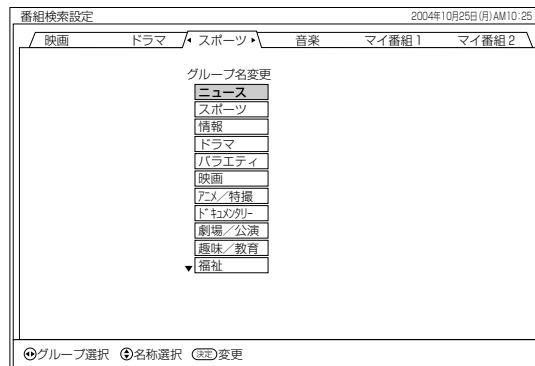 番組検索設定 2004年10月25日(月)AM10:25
映画 ドラマ スポーツ 音楽 マイ番組1 マイ番組2
グループ名変更
ニュース
スポーツ
情報
ドラマ
バラエティ
映画
アニメ／特撮
ドキュメンタリー
劇場／公演
趣味／教育
福祉
グループ選択 名称選択 決定 変更